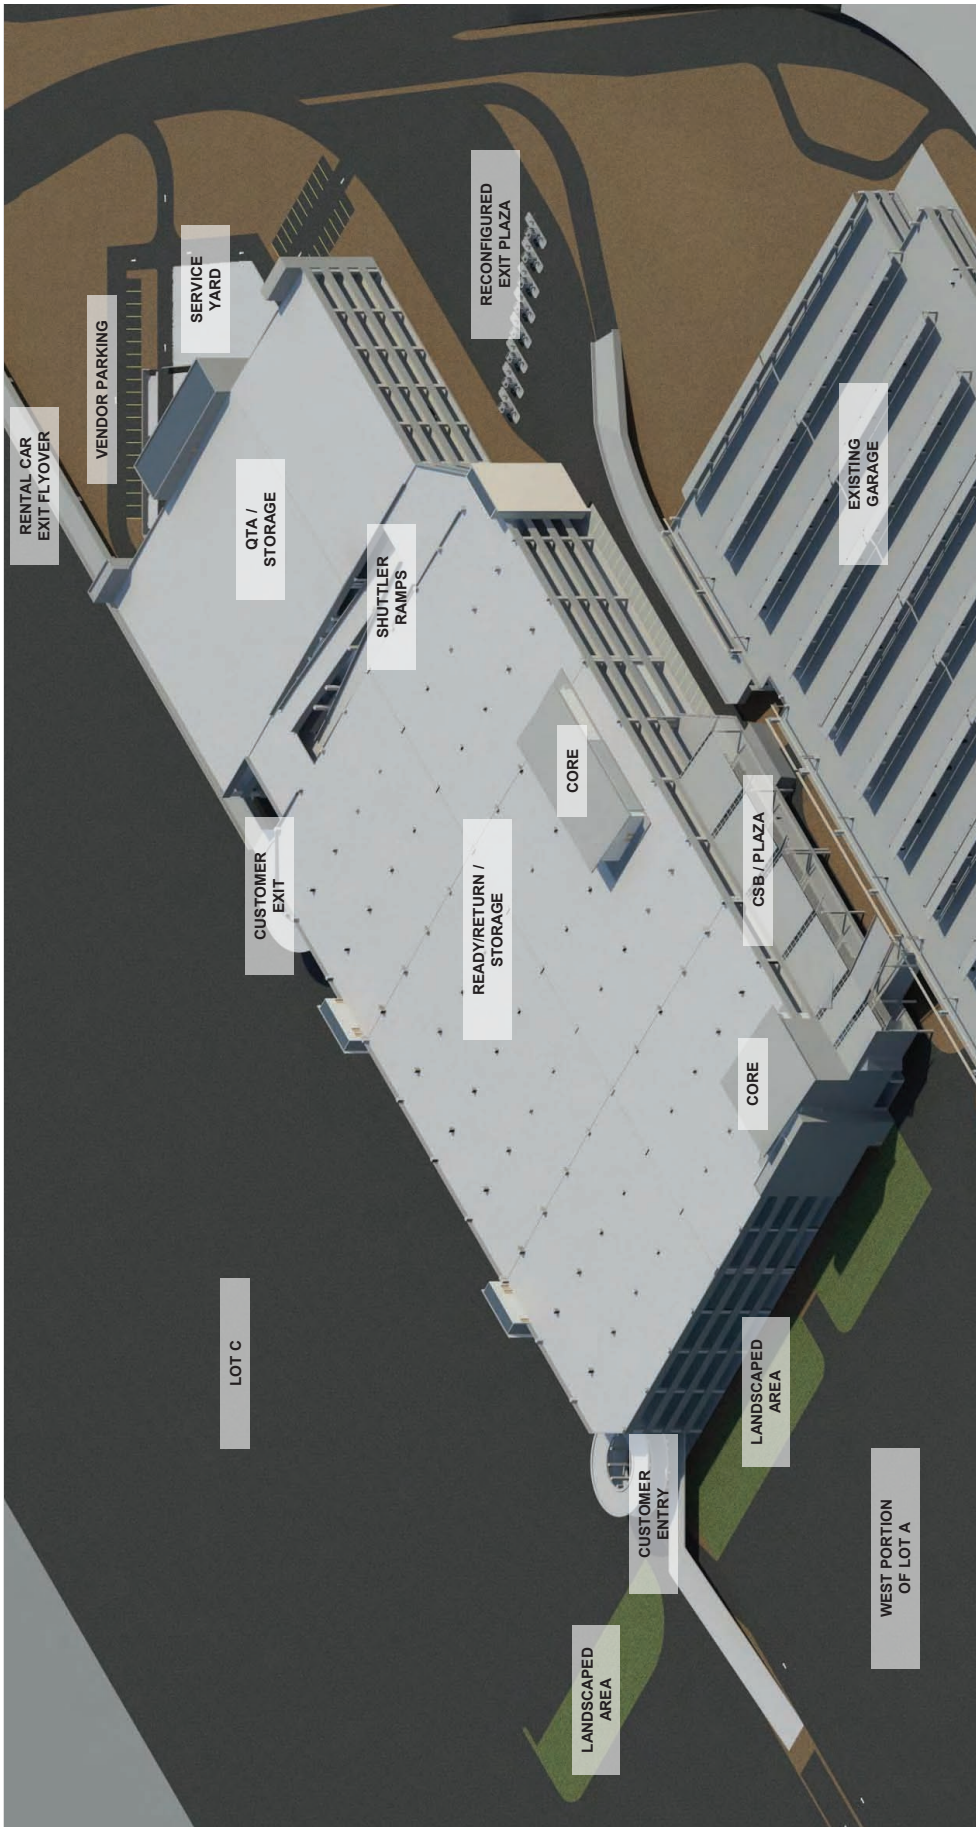 RENTAL CAR
EXIT FLYOVER
VENDOR PARKING
SERVICE
YARD
LOT C
QTA /
STORAGE
CUSTOMER
EXIT
SHUTTLER
RAMPS
READY/RETURN /
STORAGE
RECONFIGURED
EXIT PLAZA
CORE
LANDSCAPED
AREA
CUSTOMER
ENTRY
CORE
LANDSCAPED
AREA
CSB / PLAZA
EXISTING
GARAGE
WEST PORTION
OF LOT A